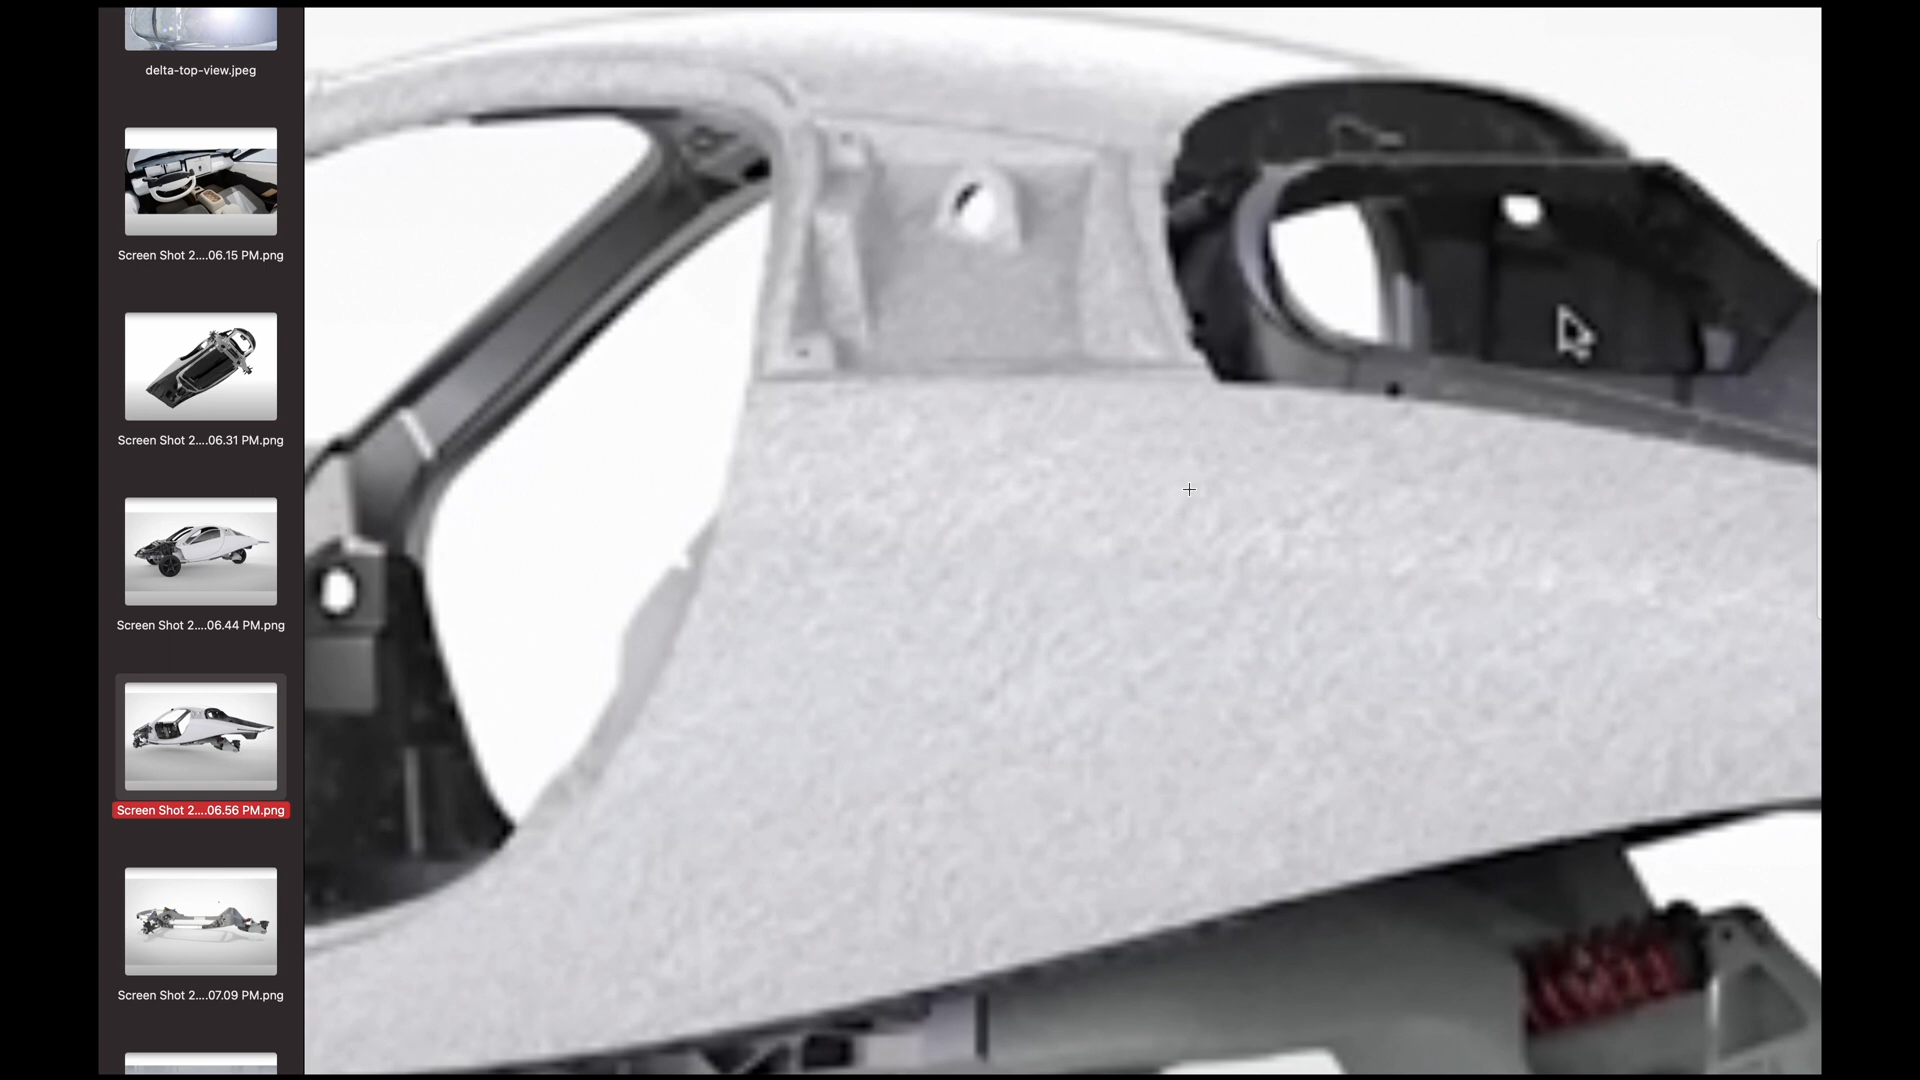 delta-top-view.jpeg
Screen Shot 2....06.15 PM.png
Screen Shot 2....06.31 PM.png
Screen Shot 2....06.44 PM.png
Screen Shot 2....06.56 PM.png
Screen Shot 2....07.09 PM.png